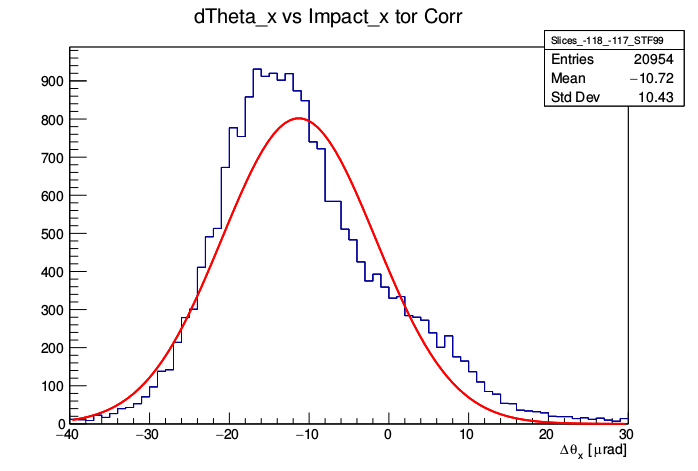 dTheta_x vs Impact_x tor Corr
Slices_-118_-117_STF99
Entries 20954
Mean −10.72
Std Dev 10.43
900
800
700
600
500
400
300
200
100
0
−40 −30 −20 −10 0 10 20 30
Δθx [μrad]